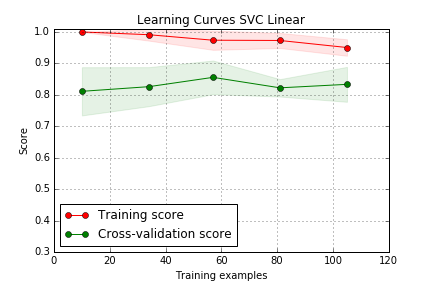 Learning Curves SVC Linear
1.0
0.9
0.8
0.7
0.6
0.5
0.4
0.3
Score
Training score
Cross-validation score
0 20 40 60 80 100 120
Training examples